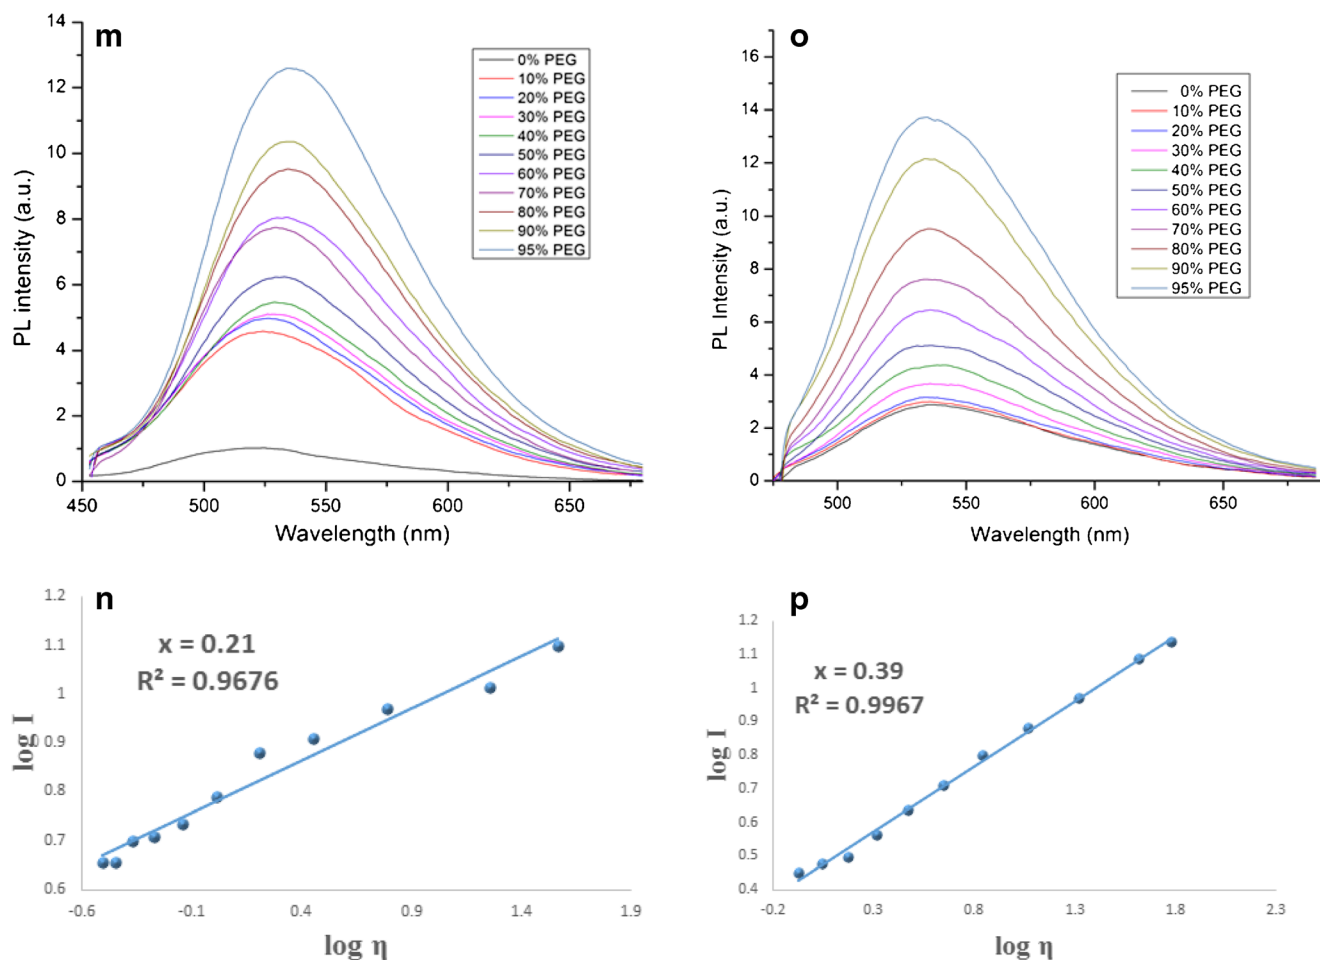 m
14
12
10
8
6
4
2
0
PL intensity (a.u.)
450
500
550
600
650
Wavelength (nm)
0% PEG
10% PEG
20% PEG
30% PEG
40% PEG
50% PEG
60% PEG
70% PEG
80% PEG
90% PEG
95% PEG
o
16
14
12
10
8
6
4
2
0
PL Intensity (a.u.)
500
550
600
650
Wavelength (nm)
0% PEG
10% PEG
20% PEG
30% PEG
40% PEG
50% PEG
60% PEG
70% PEG
80% PEG
90% PEG
95% PEG
n
x = 0.21
R² = 0.9676
1.2
1.1
1
0.9
0.8
0.7
0.6
log I
-0.6
-0.1
0.4
0.9
1.4
1.9
log η
p
x = 0.39
R² = 0.9967
1.2
1.1
1
0.9
0.8
0.7
0.6
0.5
0.4
log I
-0.2
0.3
0.8
1.3
1.8
2.3
log η